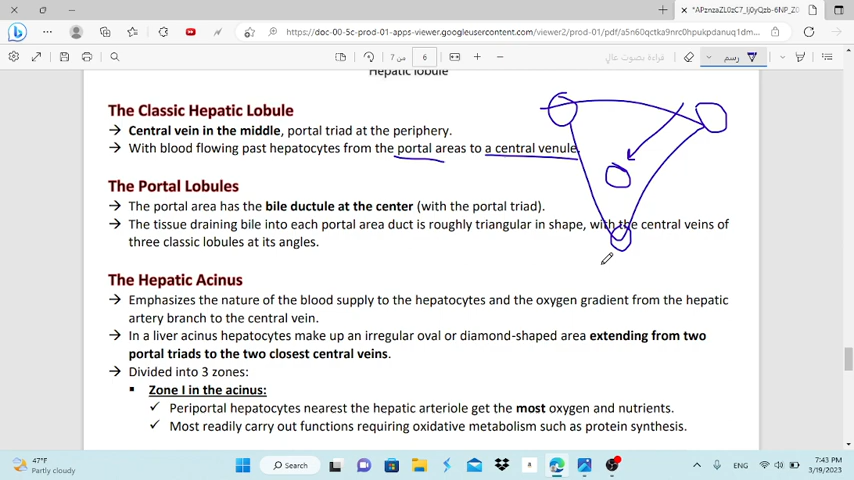 *APznzaZL0zC7_lj0yQzb-6NP_Z0
https://doc-00-5c-prod-01-apps-viewer.googleusercontent.com/viewer2/prod-01/pdf/a5n60qctka9nrc0hpukpdanuq1dm...
6 من 7
قراءة بصوت عالٍ
رسم
Hepatic lobule
The Classic Hepatic Lobule
→ Central vein in the middle, portal triad at the periphery.
→ With blood flowing past hepatocytes from the portal areas to a central venule.
The Portal Lobules
→ The portal area has the bile ductule at the center (with the portal triad).
→ The tissue draining bile into each portal area duct is roughly triangular in shape, with the central veins of
three classic lobules at its angles.
The Hepatic Acinus
→ Emphasizes the nature of the blood supply to the hepatocytes and the oxygen gradient from the hepatic
artery branch to the central vein.
→ In a liver acinus hepatocytes make up an irregular oval or diamond-shaped area extending from two
portal triads to the two closest central veins.
→ Divided into 3 zones:
▪ Zone I in the acinus:
✓ Periportal hepatocytes nearest the hepatic arteriole get the most oxygen and nutrients.
✓ Most readily carry out functions requiring oxidative metabolism such as protein synthesis.
47°F
Partly cloudy
Search
a
ENG
7:43 PM
3/19/2023